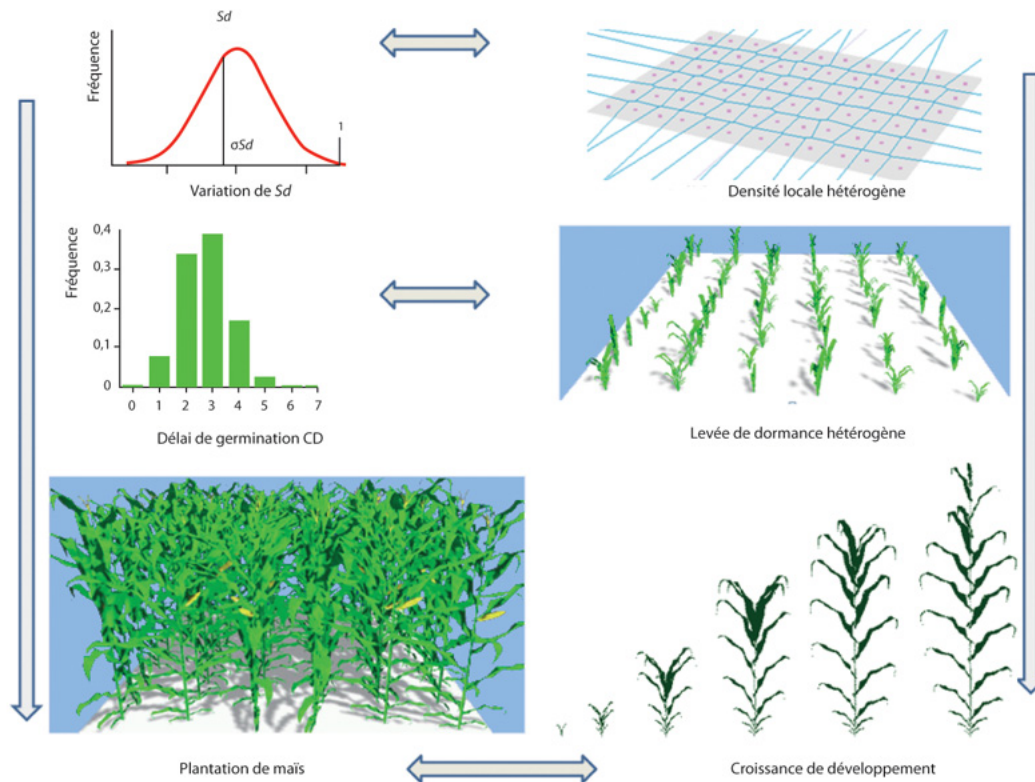 Sd
Fréquence
1
σSd
Variation de Sd
Densité locale hétérogène
0,4
0,3
0,2
0,1
0
Fréquence
0 1 2 3 4 5 6 7
Délai de germination CD
Levée de dormance hétérogène
Plantation de maïs
Croissance de développement